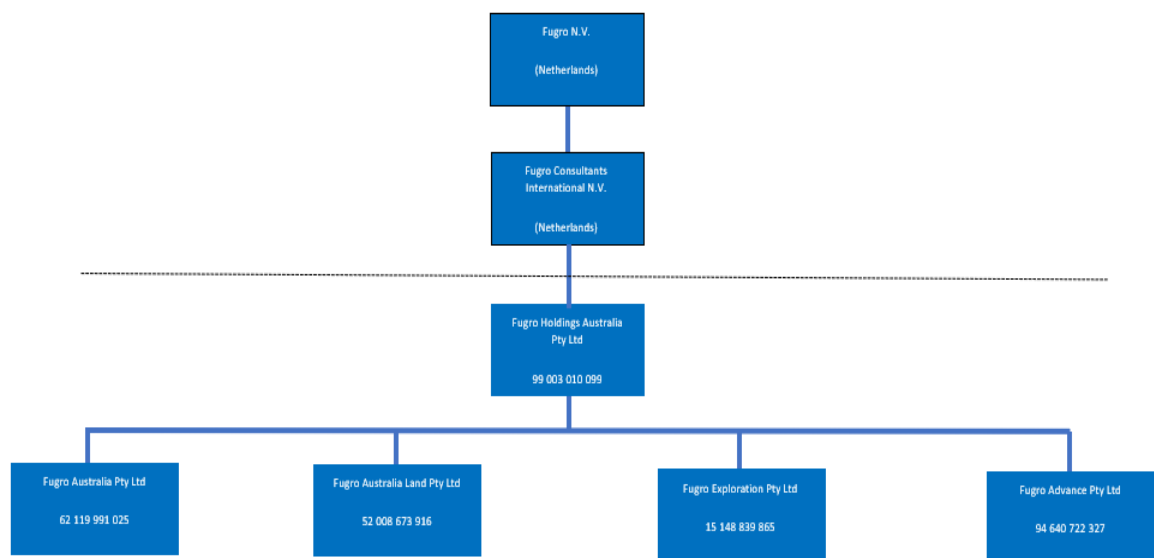 Fugro N.V.
(Netherlands)
Fugro Consultants
International N.V.
(Netherlands)
Fugro Holdings Australia
Pty Ltd
99 003 010 099
Fugro Australia Pty Ltd
62 119 991 025
Fugro Australia Land Pty Ltd
52 008 673 916
Fugro Exploration Pty Ltd
15 148 839 865
Fugro Advance Pty Ltd
94 640 722 327